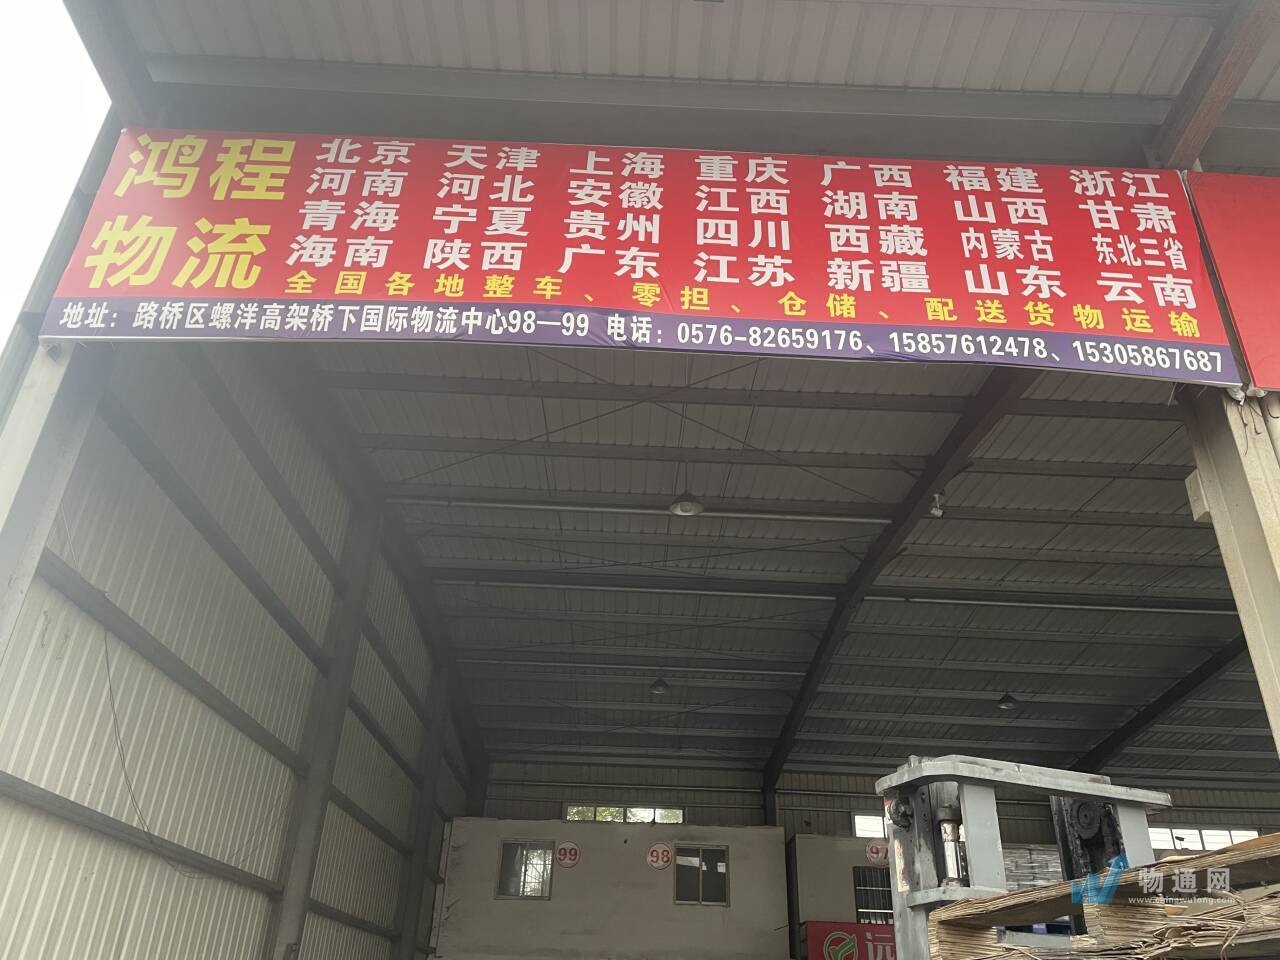 鸿程
物流
北京 天津 上海 重庆 广西 福建 浙江
河南 河北 安徽 江西 湖南 山西 甘肃
青海 宁夏 贵州 四川 西藏 内蒙古 东北三省
海南 陕西 广东 江苏 新疆 山东 云南
全国各地整车、零担、仓储、配送货物运输
地址：路桥区螺洋高架桥下国际物流中心98—99 电话：0576-82659176、15857612478、15305867687
99
98
97
远
物通网
www.chinawutong.com